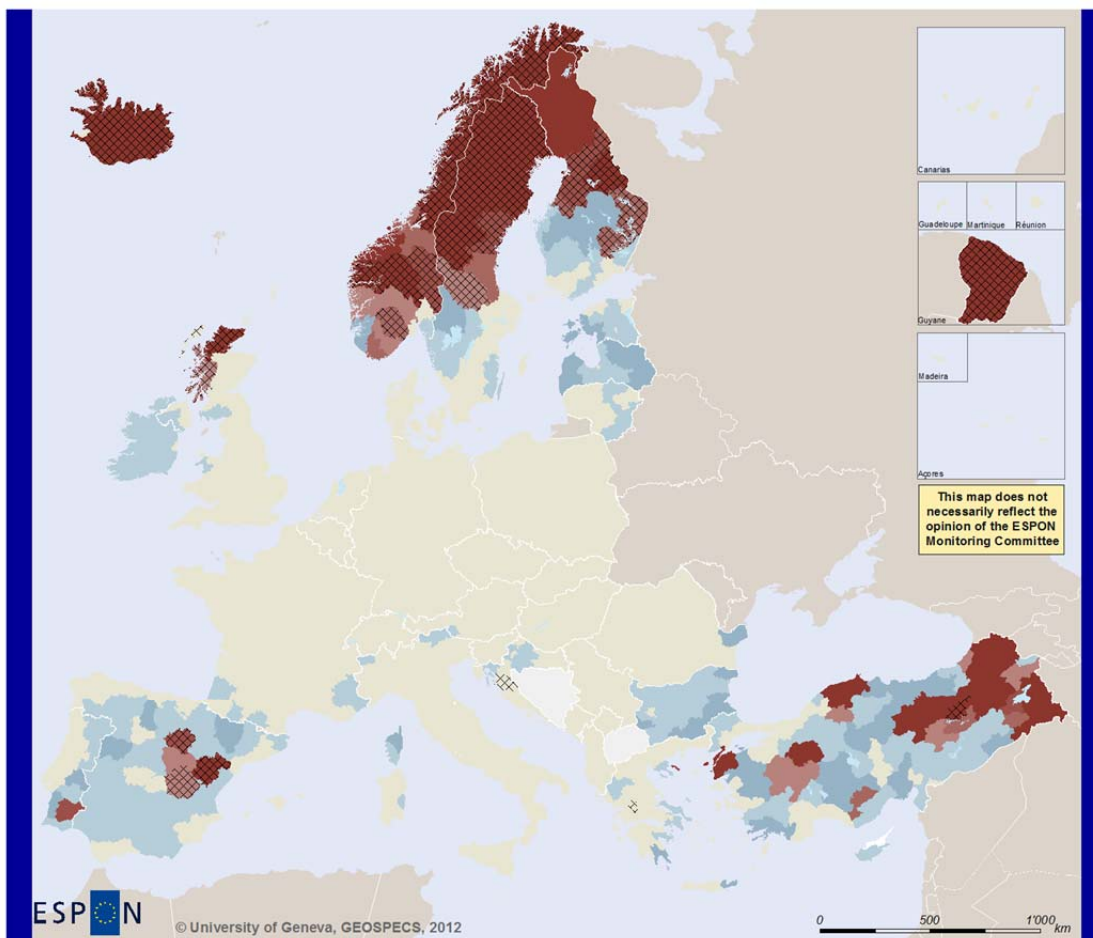 Canarias
Guadeloupe
Martinique
Réunion
Guyane
Madeira
Açores
This map does not
necessarily reflect the
opinion of the ESPON
Monitoring Committee
ESPON
© University of Geneva, GEOSPECS, 2012
0 500 1'000
km